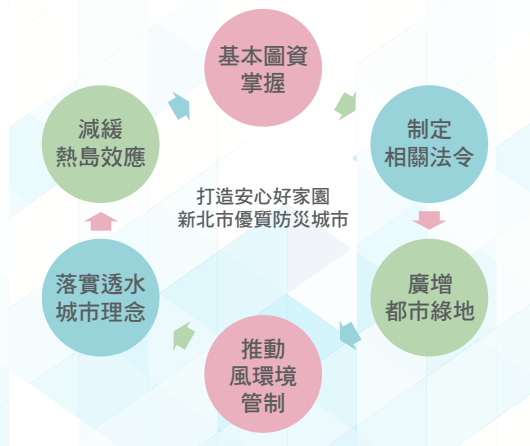 基本圖資
掌握
制定
相關法令
廣增
都市綠地
推動
風環境
管制
落實透水
城市理念
減緩
熱島效應
打造安心好家園
新北市優質防災城市